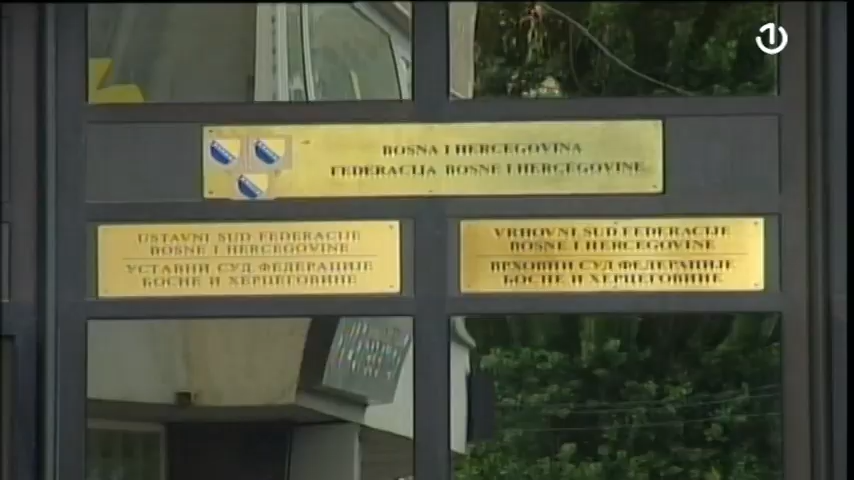 BOSNA I HERCEGOVINA
FEDERACIJA BOSNE I HERCEGOVINE
USTAVNI SUD FEDERACIJE
BOSNE I HERCEGOVINE
УСТАВНИ СУД ФЕДЕРАЦИЈЕ
БОСНЕ И ХЕРЦЕГОВИНЕ
VRHOVNI SUD FEDERACIJE
BOSNE I HERCEGOVINE
ВРХОВНИ СУД ФЕДЕРАЦИЈЕ
БОСНЕ И ХЕРЦЕГОВИНЕ
1